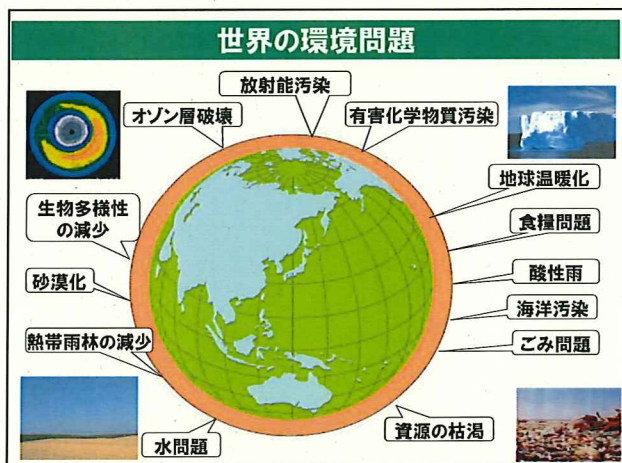 世界の環境問題
放射能汚染
オゾン層破壊
有害化学物質汚染
地球温暖化
生物多様性
の減少
食糧問題
砂漠化
酸性雨
海洋汚染
熱帯雨林の減少
ごみ問題
水問題
資源の枯渇